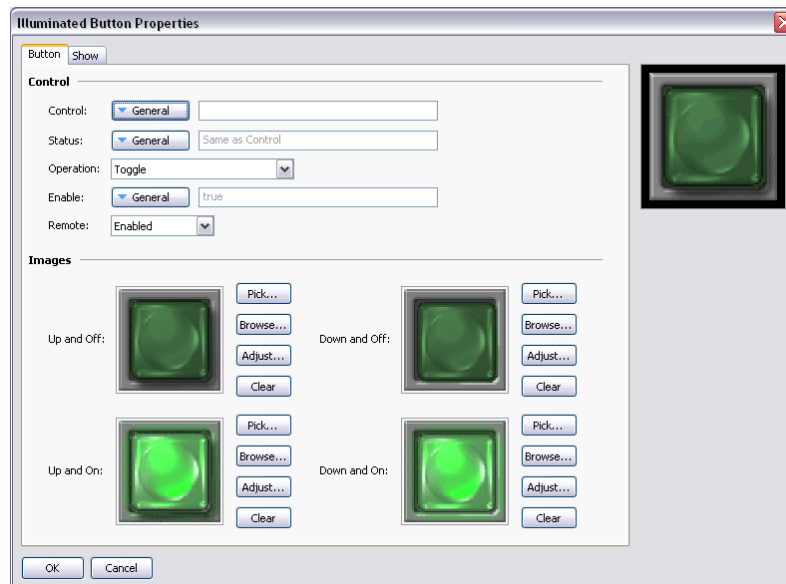 Illuminated Button Properties
Button Show
Control
Control: General
Status: General Same as Control
Operation: Toggle
Enable: General true
Remote: Enabled
Images
Up and Off: Pick... Browse... Adjust... Clear
Down and Off: Pick... Browse... Adjust... Clear
Up and On: Pick... Browse... Adjust... Clear
Down and On: Pick... Browse... Adjust... Clear
OK Cancel